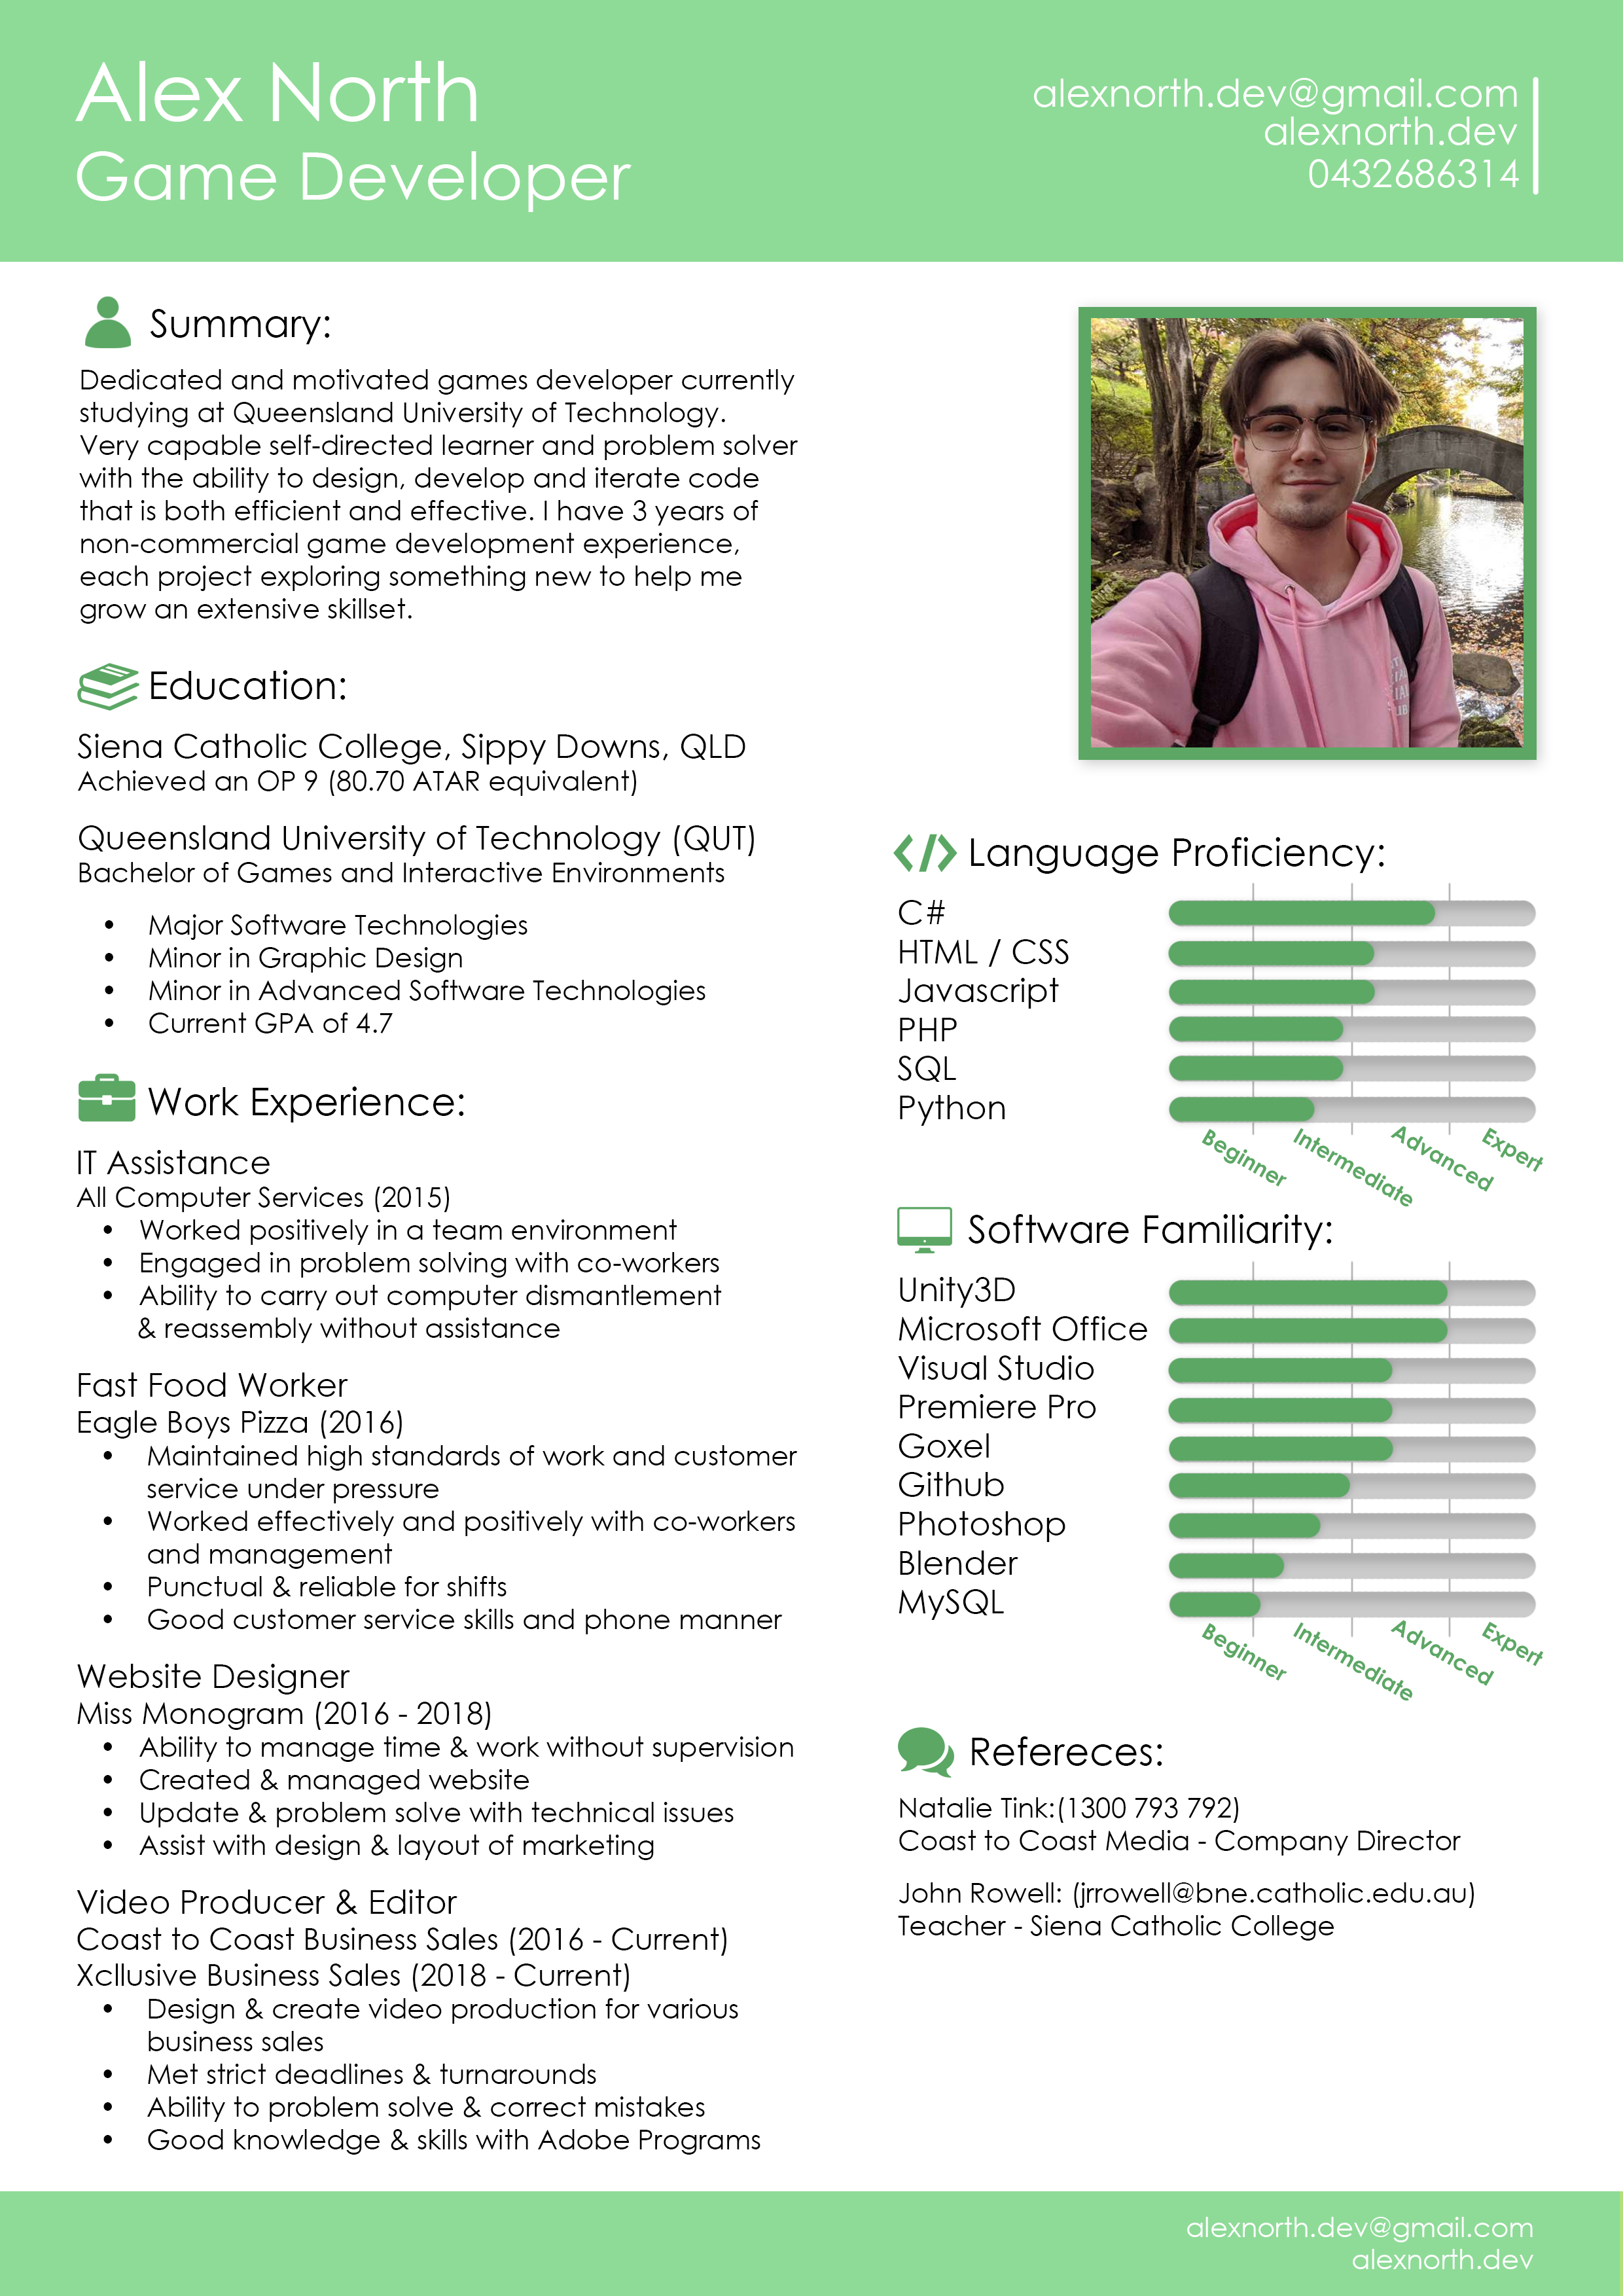 Alex North
Game Developer
alexnorth.dev@gmail.com
alexnorth.dev
0432686314
Summary:
Dedicated and motivated games developer currently
studying at Queensland University of Technology.
Very capable self-directed learner and problem solver
with the ability to design, develop and iterate code
that is both efficient and effective. I have 3 years of
non-commercial game development experience,
each project exploring something new to help me
grow an extensive skillset.
Education:
Siena Catholic College, Sippy Downs, QLD
Achieved an OP 9 (80.70 ATAR equivalent)
Queensland University of Technology (QUT)
Bachelor of Games and Interactive Environments
• Major Software Technologies
• Minor in Graphic Design
• Minor in Advanced Software Technologies
• Current GPA of 4.7
Work Experience:
IT Assistance
All Computer Services (2015)
• Worked positively in a team environment
• Engaged in problem solving with co-workers
• Ability to carry out computer dismantlement
& reassembly without assistance
Fast Food Worker
Eagle Boys Pizza (2016)
• Maintained high standards of work and customer
service under pressure
• Worked effectively and positively with co-workers
and management
• Punctual & reliable for shifts
• Good customer service skills and phone manner
Website Designer
Miss Monogram (2016 - 2018)
• Ability to manage time & work without supervision
• Created & managed website
• Update & problem solve with technical issues
• Assist with design & layout of marketing
Video Producer & Editor
Coast to Coast Business Sales (2016 - Current)
Xcllusive Business Sales (2018 - Current)
• Design & create video production for various
business sales
• Met strict deadlines & turnarounds
• Ability to problem solve & correct mistakes
• Good knowledge & skills with Adobe Programs
</> Language Proficiency:
C#
HTML / CSS
Javascript
PHP
SQL
Python
Beginner
Intermediate
Advanced
Expert
Software Familiarity:
Unity3D
Microsoft Office
Visual Studio
Premiere Pro
Goxel
Github
Photoshop
Blender
MySQL
Beginner
Intermediate
Advanced
Expert
Refereces:
Natalie Tink:(1300 793 792)
Coast to Coast Media - Company Director
John Rowell: (jrrowell@bne.catholic.edu.au)
Teacher - Siena Catholic College
alexnorth.dev@gmail.com
alexnorth.dev